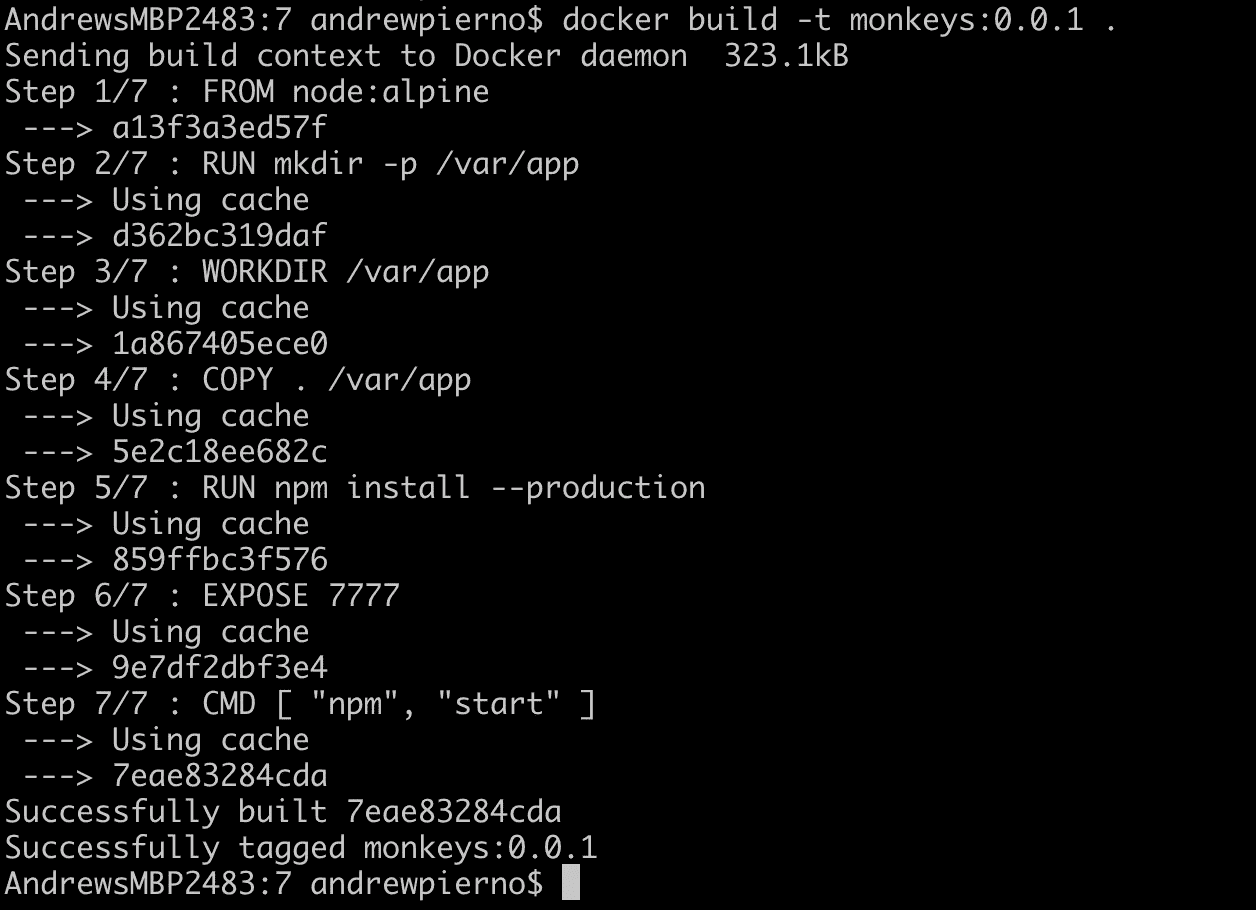 AndrewsMBP2483:7 andrewpierno$ docker build -t monkeys:0.0.1 .
Sending build context to Docker daemon  323.1kB
Step 1/7 : FROM node:alpine
 ---> a13f3a3ed57f
Step 2/7 : RUN mkdir -p /var/app
 ---> Using cache
 ---> d362bc319daf
Step 3/7 : WORKDIR /var/app
 ---> Using cache
 ---> 1a867405ece0
Step 4/7 : COPY . /var/app
 ---> Using cache
 ---> 5e2c18ee682c
Step 5/7 : RUN npm install --production
 ---> Using cache
 ---> 859ffbc3f576
Step 6/7 : EXPOSE 7777
 ---> Using cache
 ---> 9e7df2dbf3e4
Step 7/7 : CMD [ "npm", "start" ]
 ---> Using cache
 ---> 7eae83284cda
Successfully built 7eae83284cda
Successfully tagged monkeys:0.0.1
AndrewsMBP2483:7 andrewpierno$